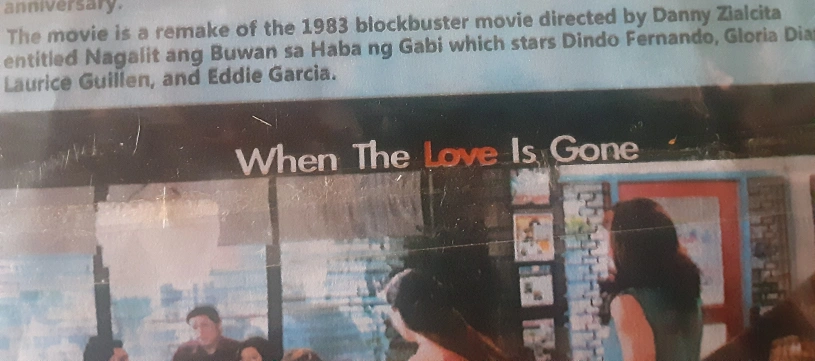 anniversary.
The movie is a remake of the 1983 blockbuster movie directed by Danny Zialcita
entitled Nagalit ang Buwan sa Haba ng Gabi which stars Dindo Fernando, Gloria Dia
Laurice Guillen, and Eddie Garcia.
When The Love Is Gone